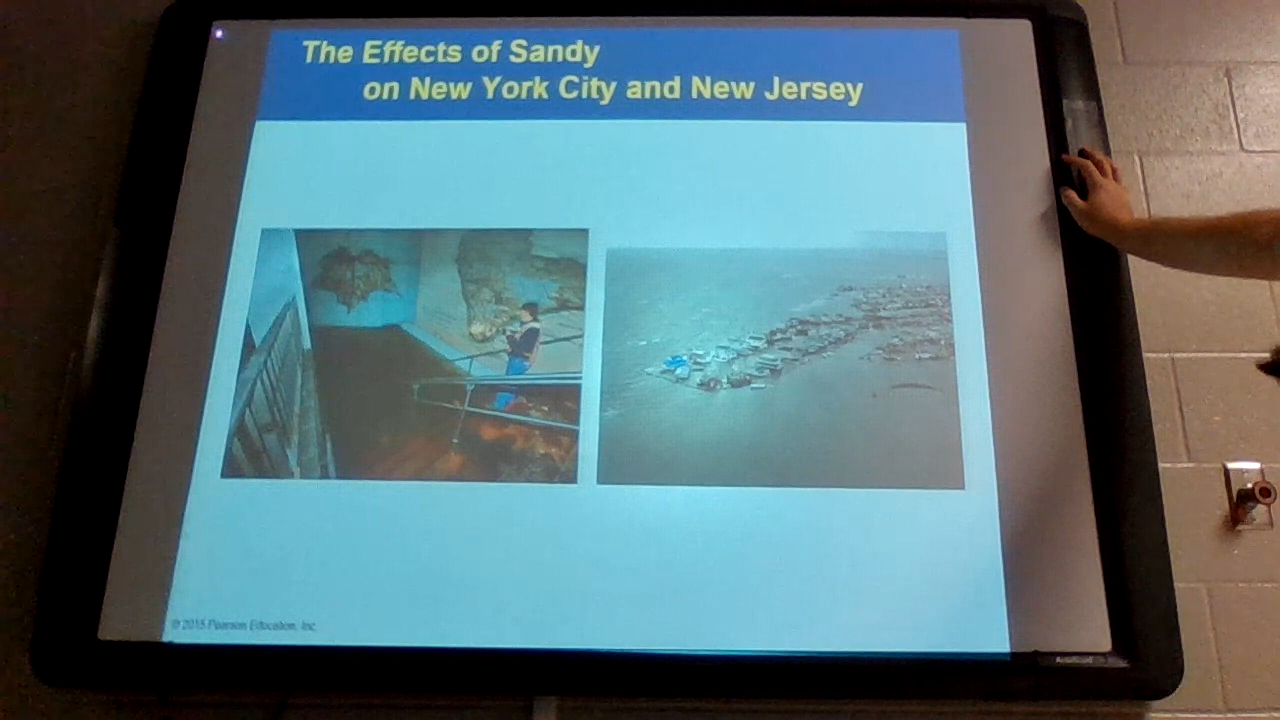 The Effects of Sandy
on New York City and New Jersey
© 2015 Pearson Education, Inc.